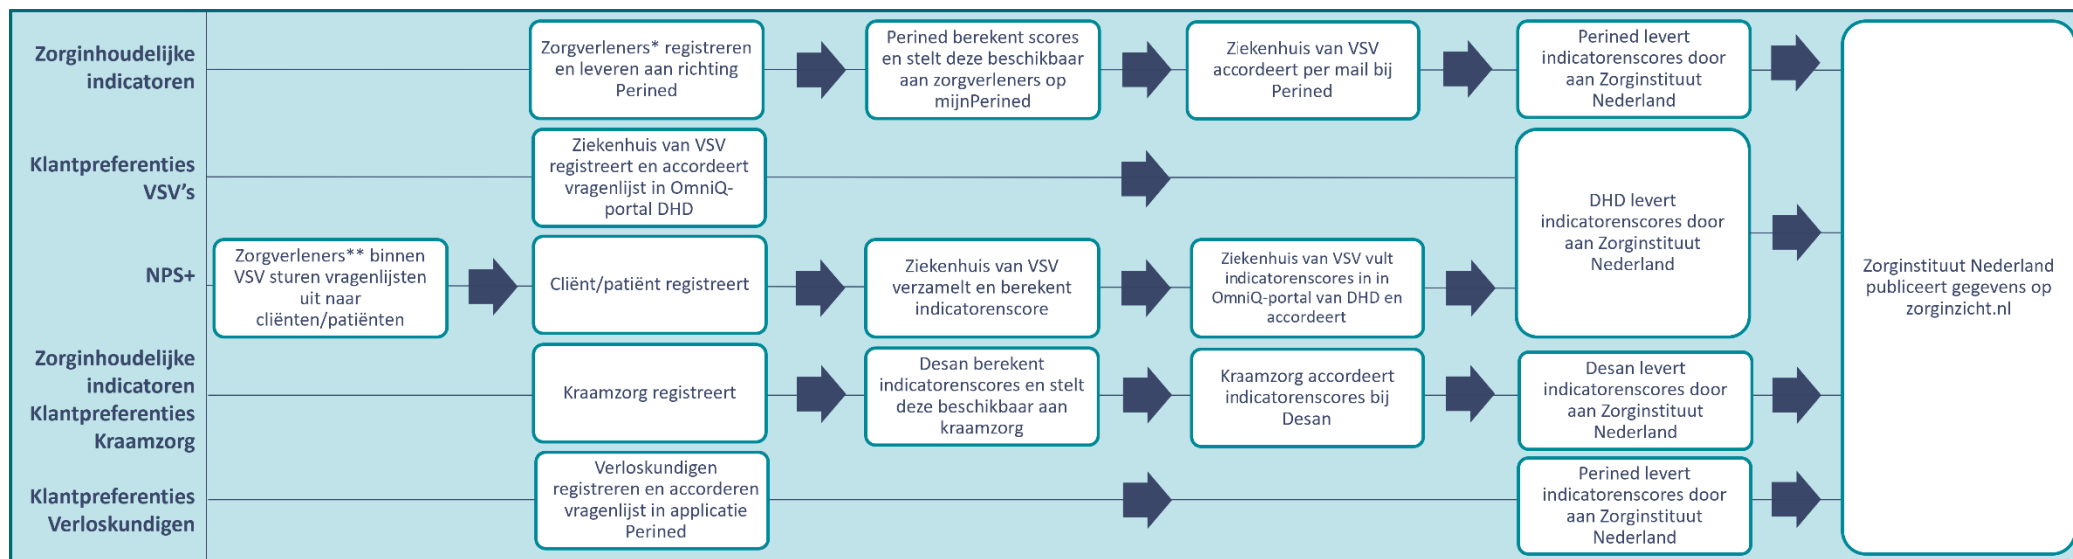 Zorginhoudelijke
indicatoren
Zorgverleners* registreren
en leveren aan richting
Perined
Perined berekent scores
en stelt deze beschikbaar
aan zorgverleners op
mijnPerined
Ziekenhuis van VSV
accordeert per mail bij
Perined
Perined levert
indicatorenscores door
aan Zorginstituut
Nederland
Klantpreferenties
VSV's
Ziekenhuis van VSV
registreert en accordeert
vragenlijst in OmniQ-
portal DHD
DHD levert
indicatorenscores door
aan Zorginstituut
Nederland
NPS+
Zorgverleners** binnen
VSV sturen vragenlijsten
uit naar
cliënten/patiënten
Cliënt/patiënt registreert
Ziekenhuis van VSV
verzamelt en berekent
indicatorenscore
Ziekenhuis van VSV vult
indicatorenscores in in
OmniQ-portal van DHD en
accordeert
Zorginstituut Nederland
publiceert gegevens op
zorginzicht.nl
Zorginhoudelijke
indicatoren
Klantpreferenties
Kraamzorg
Kraamzorg registreert
Desan berekent
indicatorenscores en stelt
deze beschikbaar aan
kraamzorg
Kraamzorg accordeert
indicatorenscores bij
Desan
Desan levert
indicatorenscores door
aan Zorginstituut
Nederland
Klantpreferenties
Verloskundigen
Verloskundigen
registreren en accorderen
vragenlijst in applicatie
Perined
Perined levert
indicatorenscores door
aan Zorginstituut
Nederland